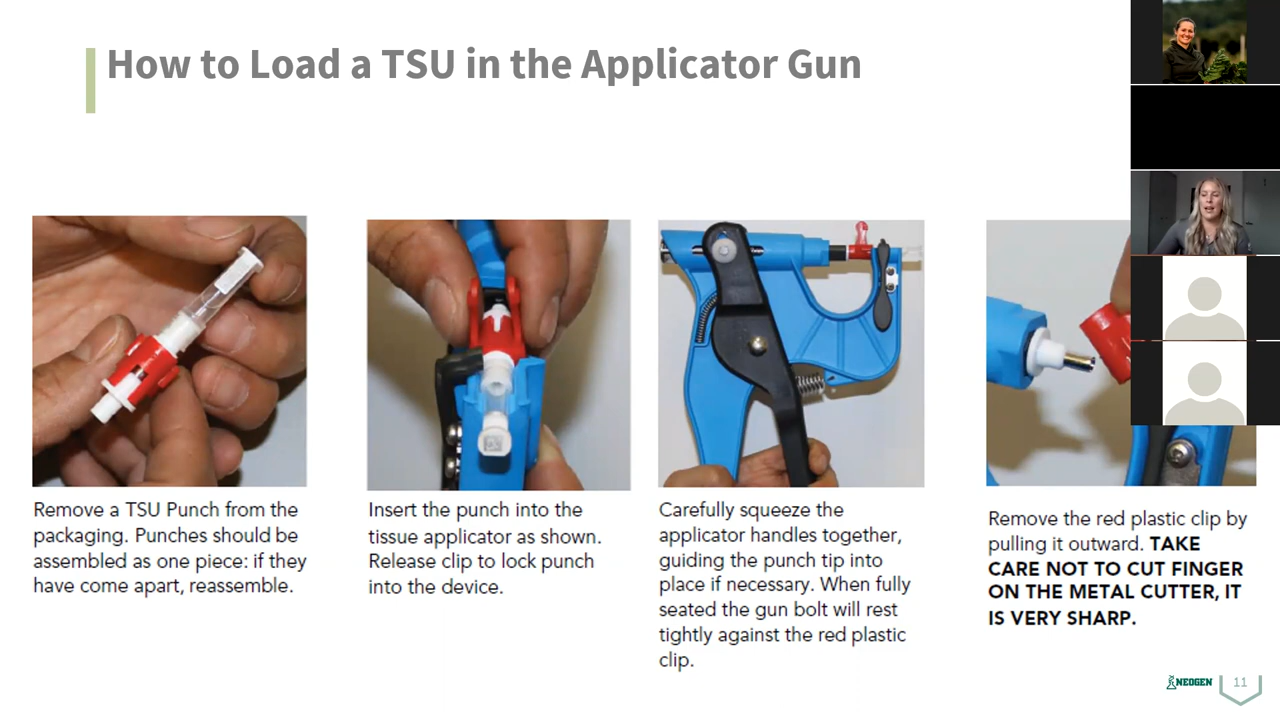 How to Load a TSU in the Applicator Gun
Remove a TSU Punch from the
packaging. Punches should be
assembled as one piece: if they
have come apart, reassemble.
Insert the punch into the
tissue applicator as shown.
Release clip to lock punch
into the device.
Carefully squeeze the
applicator handles together,
guiding the punch tip into
place if necessary. When fully
seated the gun bolt will rest
tightly against the red plastic
clip.
Remove the red plastic clip by
pulling it outward. TAKE
CARE NOT TO CUT FINGER
ON THE METAL CUTTER, IT
IS VERY SHARP.
NEOGEN
11